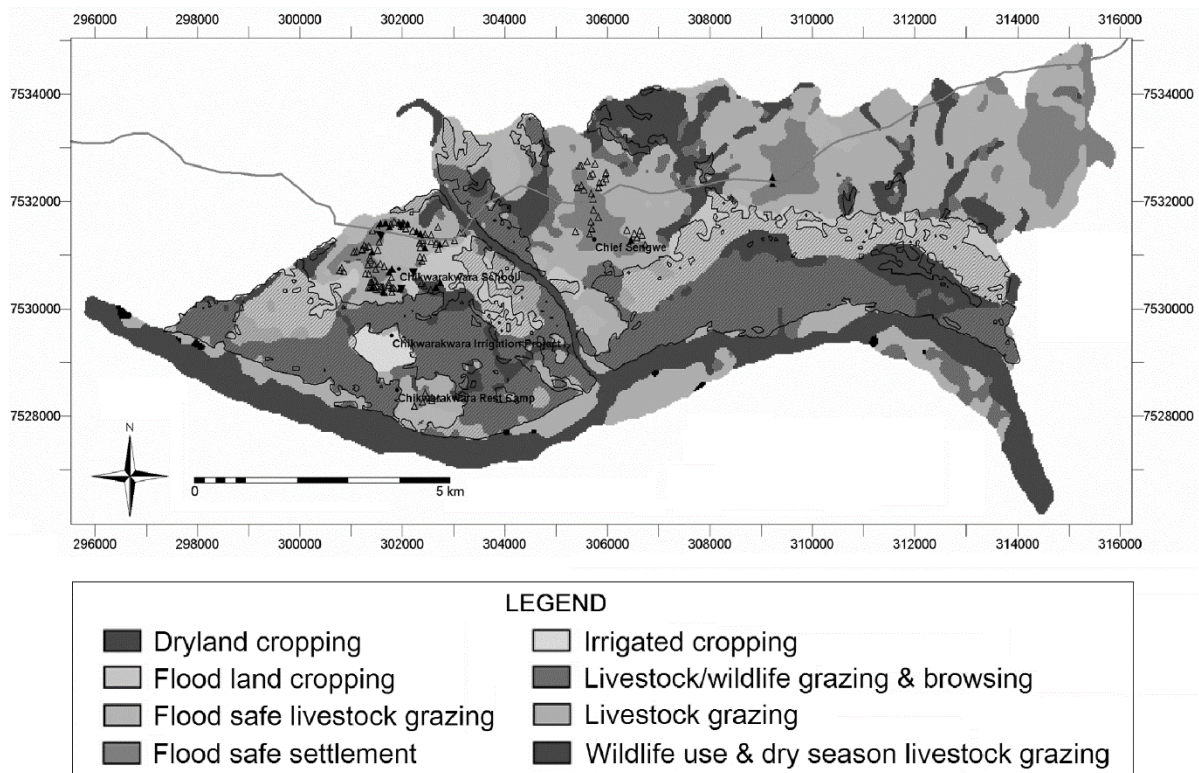 296000 298000 300000 302000 304000 306000 308000 310000 312000 314000 316000
7534000 7534000
7532000 7532000
Chief Sengwe
Chikwarakwara School
7530000 7530000
Chikwarakwara Irrigation Project
Chikwarakwara Rest Camp
7528000 7528000
N
0 5 km
296000 298000 300000 302000 304000 306000 308000 310000 312000 314000 316000
LEGEND
Dryland cropping
Flood land cropping
Flood safe livestock grazing
Flood safe settlement
Irrigated cropping
Livestock/wildlife grazing & browsing
Livestock grazing
Wildlife use & dry season livestock grazing